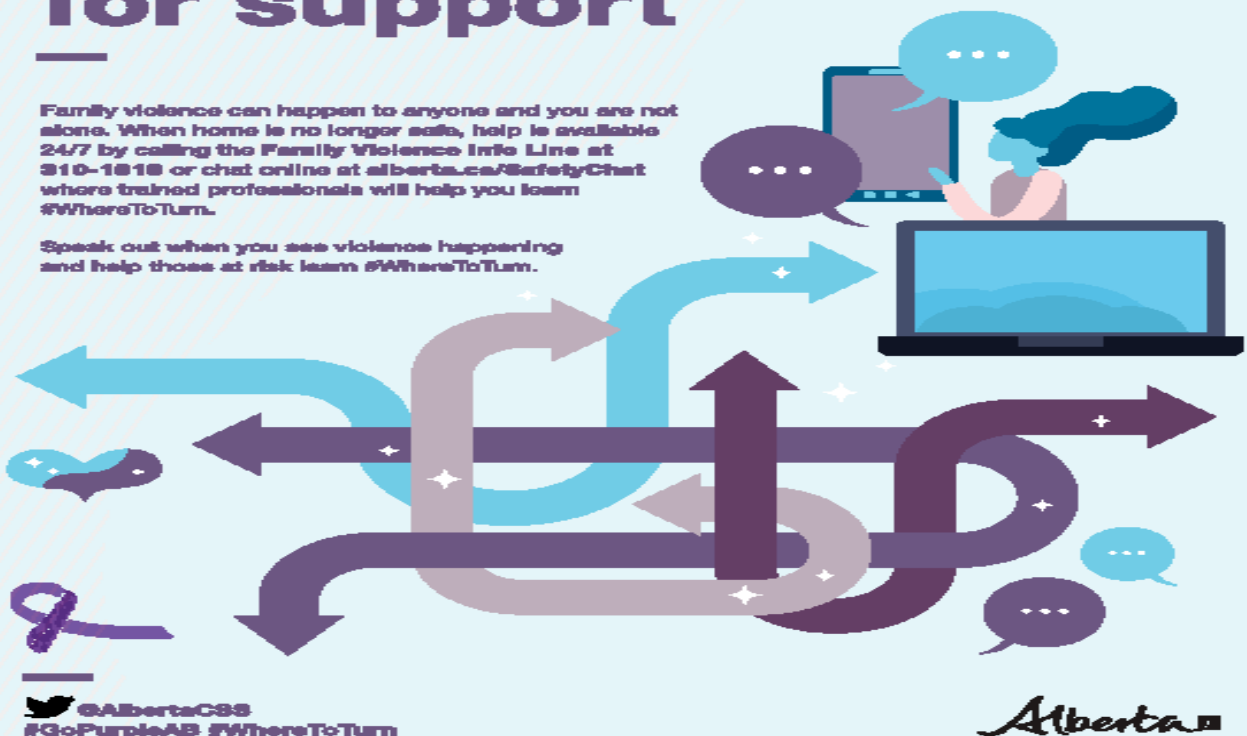 for support
Family violence can happen to anyone and you are not
alone. When home is no longer safe, help is available
24/7 by calling the Family Violence Info Line at
310-1818 or chat online at alberta.ca/SafetyChat
where trained professionals will help you learn
#WhereToTurn.
Speak out when you see violence happening
and help those at risk learn #WhereToTurn.
@AlbertaCSS
#GoPurpleAB #WhereToTurn
Alberta